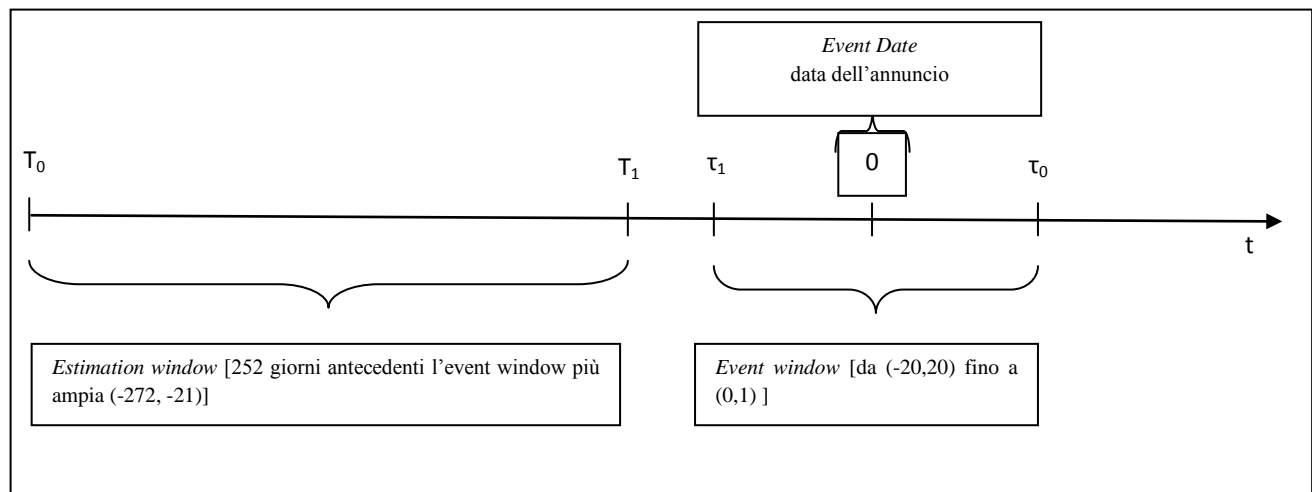 Event Date
data dell'annuncio
0
T₀
T₁
τ₁
τ₀
t
Estimation window [252 giorni antecedenti l'event window più
ampia (-272, -21)]
Event window [da (-20,20) fino a
(0,1) ]